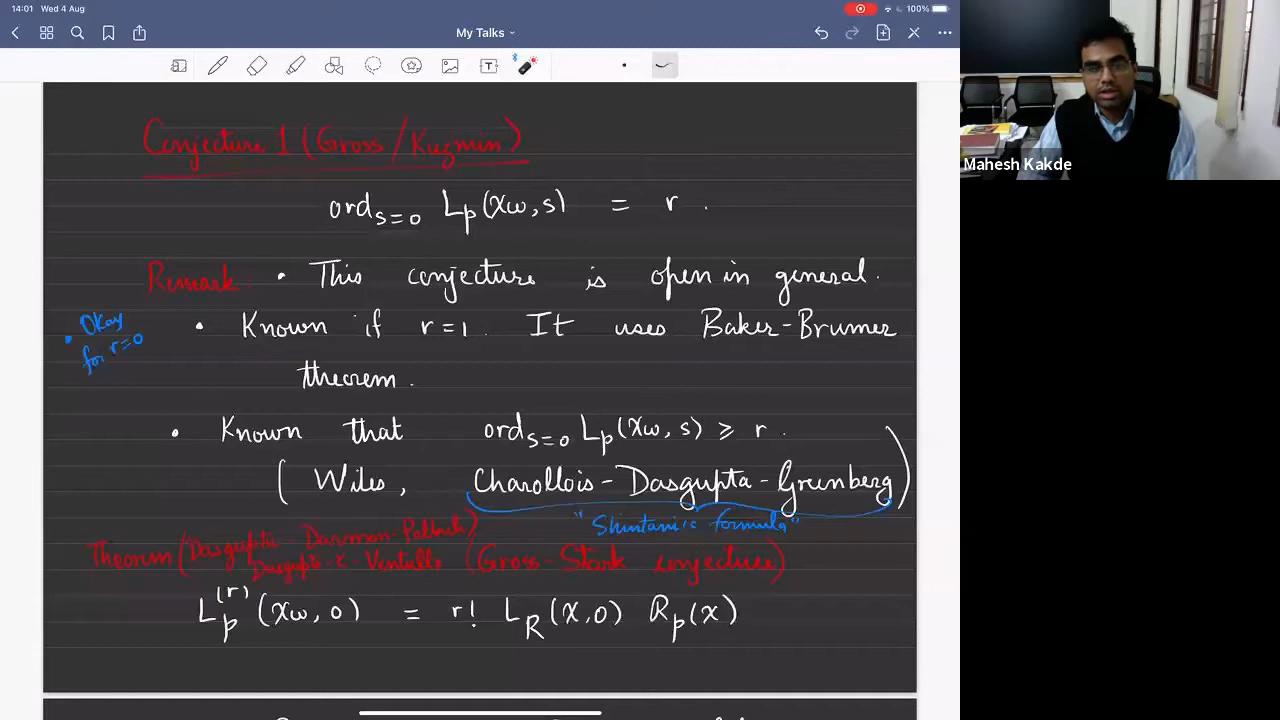 14:01 Wed 4 Aug
100%
My Talks
Mahesh Kakde
Conjecture 1 (Gross/Kuzmin)
ord_{s=0} L_p(χω, s) = r .
Remark . • This conjecture is open in general .
• Okay for r=0
• Known if r=1 . It uses Baker-Brumer
theorem .
• Known that ord_{s=0} L_p(χω, s) ⩾ r .
( Wiles, Charollois - Dasgupta - Greenberg )
"Shintani's formula"
Theorem (Dasgupta - Darmon - Pollack
Dasgupta - K - Ventullo) (Gross-Stark conjecture)
L_p^{(r)}(χω, 0) = r! L_R(χ, 0) R_p(χ)